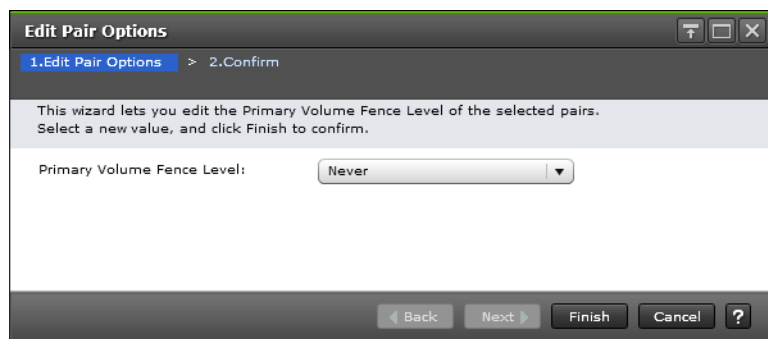 Edit Pair Options
1.Edit Pair Options > 2.Confirm
This wizard lets you edit the Primary Volume Fence Level of the selected pairs.
Select a new value, and click Finish to confirm.
Primary Volume Fence Level: Never
Back Next Finish Cancel ?